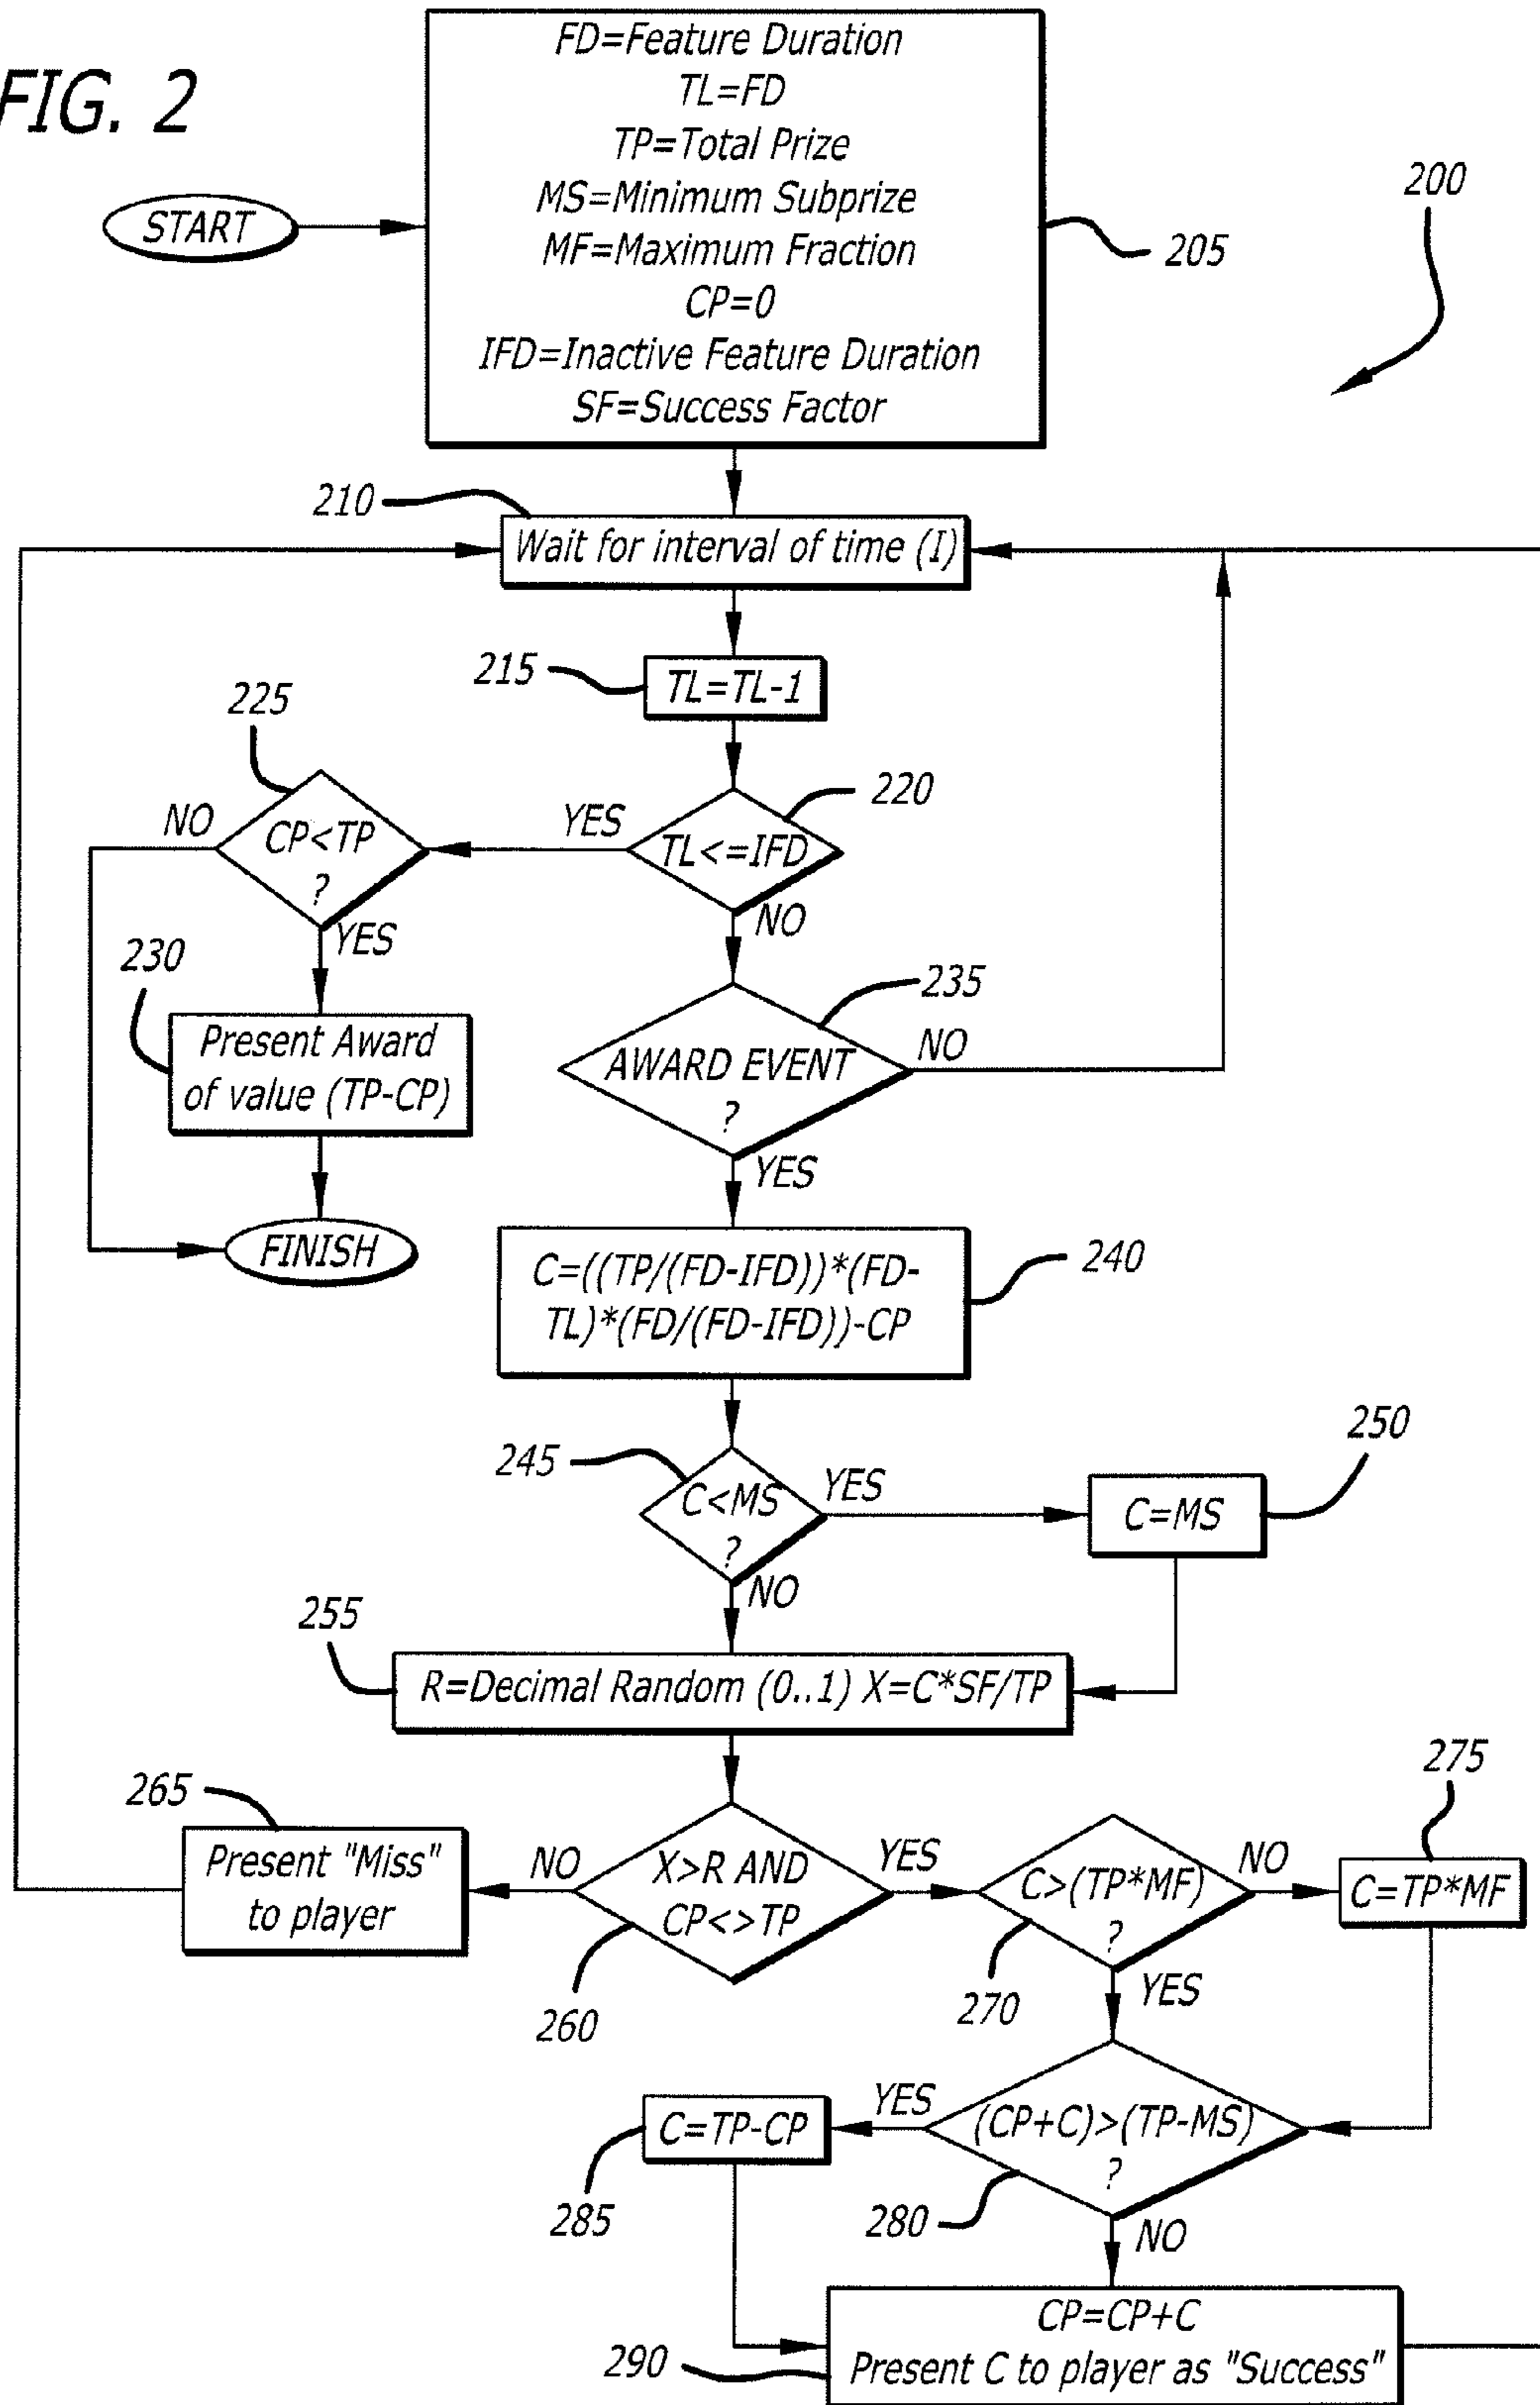 FIG. 2
FD=Feature Duration
TL=FD
TP=Total Prize
MS=Minimum Subprize
MF=Maximum Fraction
CP=0
IFD=Inactive Feature Duration
SF=Success Factor
START
200
205
210
Wait for interval of time (I)
215
TL=TL-1
225
220
NO
CP<TP
?
YES
TL<=IFD
NO
YES
230
235
Present Award
of value (TP-CP)
AWARD EVENT
?
NO
YES
FINISH
240
C=((TP/(FD-IFD))*(FD-
TL)*(FD/(FD-IFD))-CP
245
250
C<MS
?
YES
C=MS
NO
255
R=Decimal Random (0..1) X=C*SF/TP
265
275
Present "Miss"
to player
NO
X>R AND
CP<>TP
YES
C>(TP*MF)
?
NO
C=TP*MF
260
270
YES
C=TP-CP
YES
(CP+C)>(TP-MS)
?
285
280
NO
CP=CP+C
290
Present C to player as "Success"